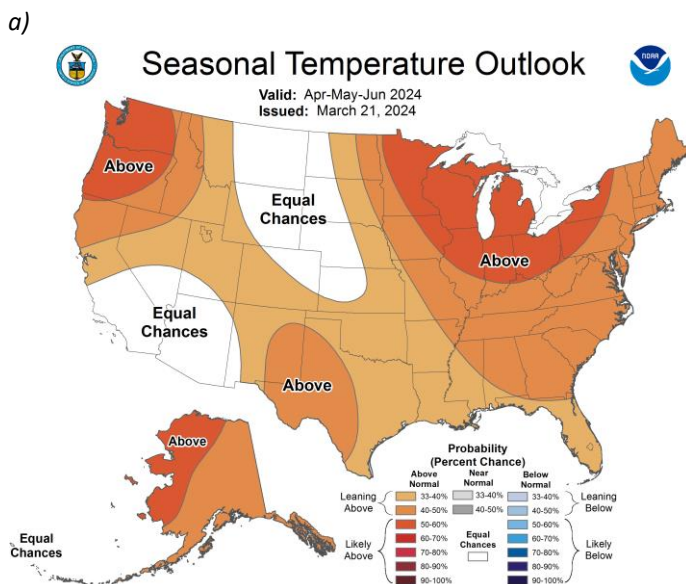 a)
NOAA
Seasonal Temperature Outlook
Valid: Apr-May-Jun 2024
Issued: March 21, 2024
Above
Equal
Chances
Above
Equal
Chances
Above
Above
Equal
Chances
Probability
(Percent Chance)
Above
Normal
Near
Normal
Below
Normal
Leaning
Above
33-40%
40-50%
33-40%
40-50%
33-40%
40-50%
Leaning
Below
Likely
Above
50-60%
60-70%
70-80%
80-90%
90-100%
Equal
Chances
50-60%
60-70%
70-80%
80-90%
90-100%
Likely
Below